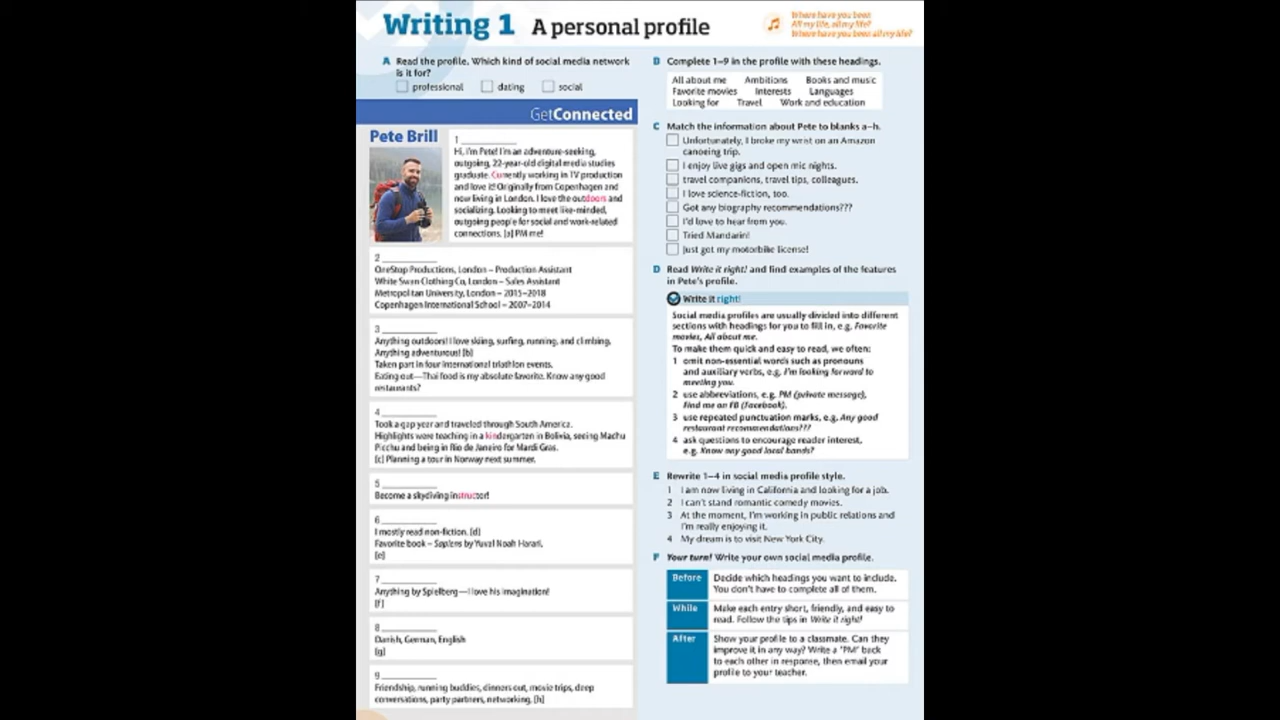 Writing 1 A personal profile
Where have you been
All my life, all my life?
Where have you been all my life?
A Read the profile. Which kind of social media network
is it for?
professional dating social
GetConnected
Pete Brill
1
Hi, I'm Pete! I'm an adventure-seeking,
outgoing, 22-year-old digital media studies
graduate. Currently working in TV production
and love it! Originally from Copenhagen and
now living in London. I love the outdoors and
socializing. Looking to meet like-minded,
outgoing people for social and work-related
connections. [a] PM me!
2
OneStop Productions, London – Production Assistant
White Swan Clothing Co, London – Sales Assistant
Metropolitan University, London – 2015–2018
Copenhagen International School – 2007–2014
3
Anything outdoors! I love skiing, surfing, running, and climbing.
Anything adventurous! [b]
Taken part in four international triathlon events.
Eating out—Thai food is my absolute favorite. Know any good
restaurants?
4
Took a gap year and traveled through South America.
Highlights were teaching in a kindergarten in Bolivia, seeing Machu
Picchu and being in Rio de Janeiro for Mardi Gras.
[c] Planning a tour in Norway next summer.
5
Become a skydiving instructor!
6
I mostly read non-fiction. [d]
Favorite book – Sapiens by Yuval Noah Harari.
[e]
7
Anything by Spielberg—I love his imagination!
[f]
8
Danish, German, English
[g]
9
Friendship, running buddies, dinners out, movie trips, deep
conversations, party partners, networking, [h]
B Complete 1–9 in the profile with these headings.
All about me Ambitions Books and music
Favorite movies Interests Languages
Looking for Travel Work and education
C Match the information about Pete to blanks a–h.
Unfortunately, I broke my wrist on an Amazon
canoeing trip.
I enjoy live gigs and open mic nights.
travel companions, travel tips, colleagues.
I love science-fiction, too.
Got any biography recommendations???
I'd love to hear from you.
Tried Mandarin!
Just got my motorbike license!
D Read Write it right! and find examples of the features
in Pete's profile.
Write it right!
Social media profiles are usually divided into different
sections with headings for you to fill in, e.g. Favorite
movies, All about me.
To make them quick and easy to read, we often:
1 omit non-essential words such as pronouns
and auxiliary verbs, e.g. I'm looking forward to
meeting you.
2 use abbreviations, e.g. PM (private message),
Find me on FB (Facebook).
3 use repeated punctuation marks, e.g. Any good
restaurant recommendations???
4 ask questions to encourage reader interest,
e.g. Know any good local bands?
E Rewrite 1–4 in social media profile style.
1 I am now living in California and looking for a job.
2 I can't stand romantic comedy movies.
3 At the moment, I'm working in public relations and
I'm really enjoying it.
4 My dream is to visit New York City.
F Your turn! Write your own social media profile.
Before Decide which headings you want to include.
You don't have to complete all of them.
While Make each entry short, friendly, and easy to
read. Follow the tips in Write it right!
After Show your profile to a classmate. Can they
improve it in any way? Write a "PM" back
to each other in response, then email your
profile to your teacher.